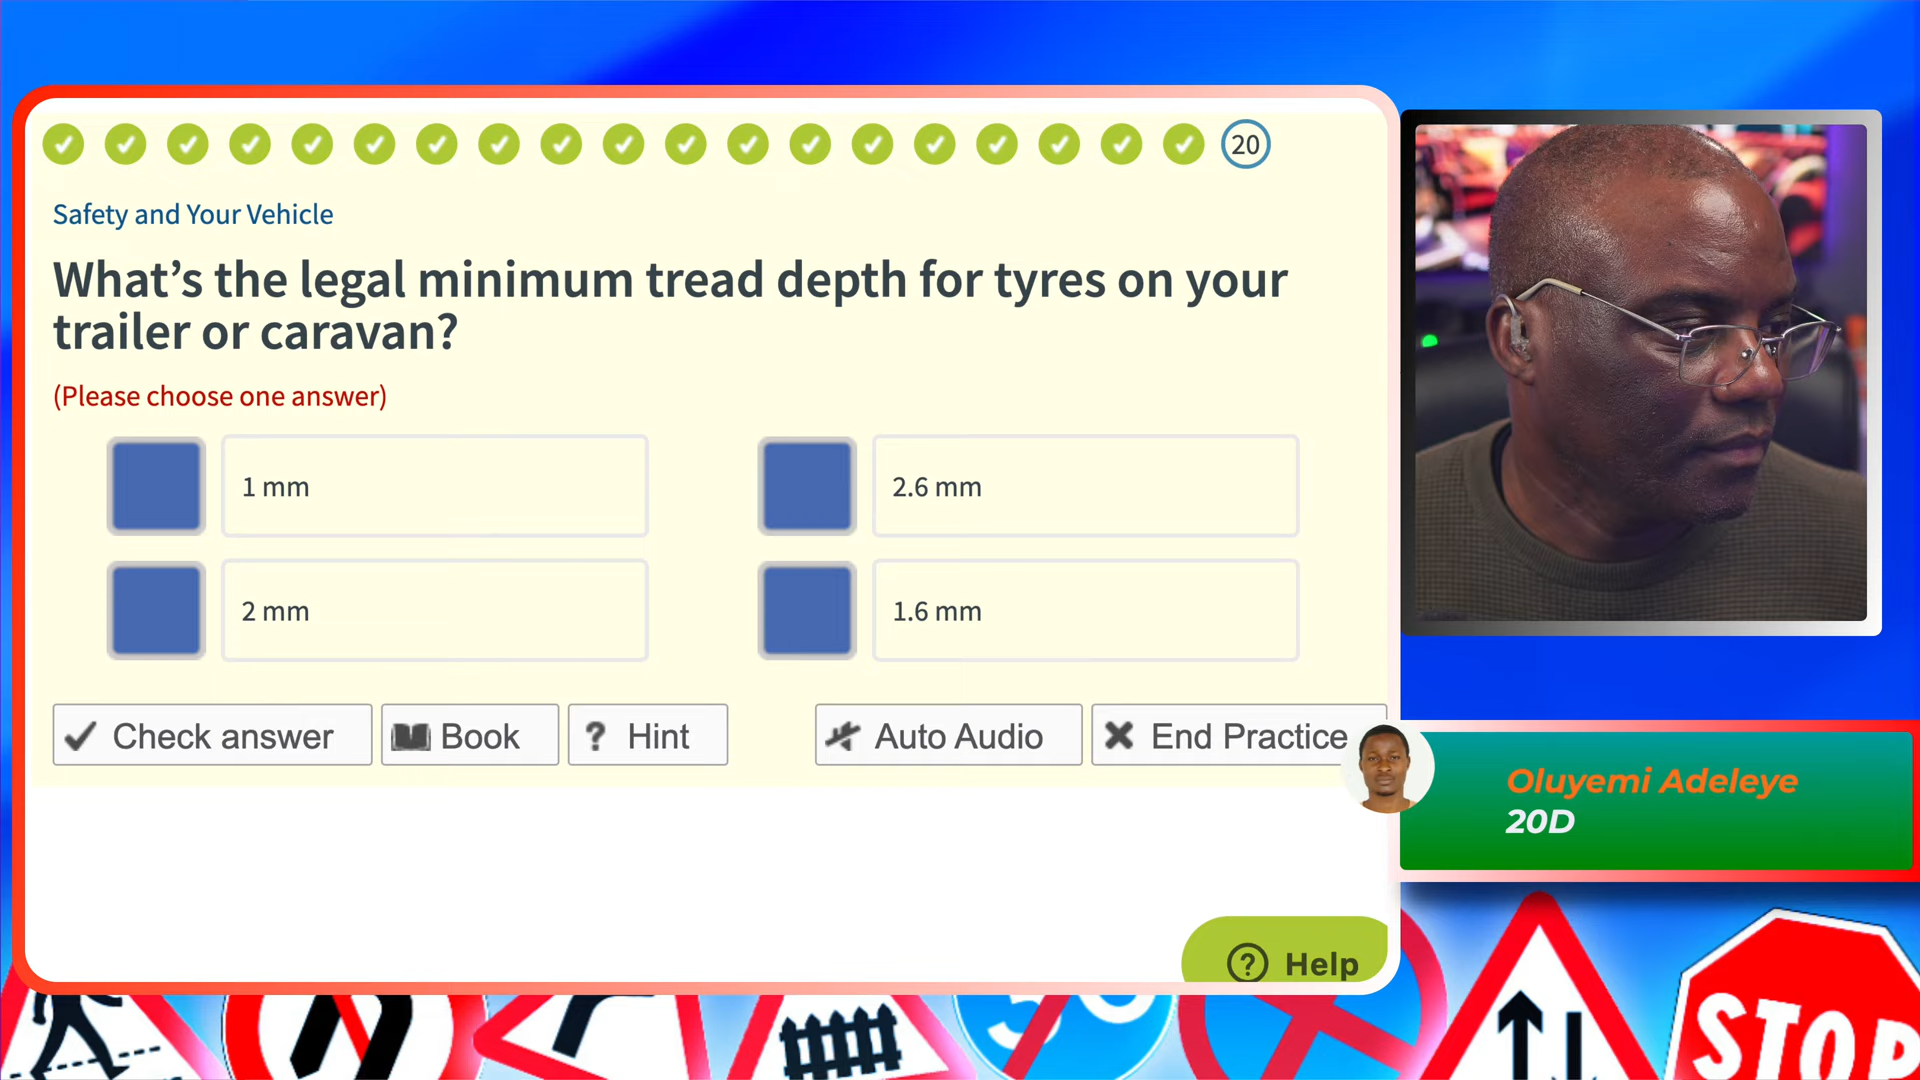 20
Safety and Your Vehicle
What’s the legal minimum tread depth for tyres on your
trailer or caravan?
(Please choose one answer)
1 mm
2.6 mm
2 mm
1.6 mm
Check answer
Book
? Hint
Auto Audio
End Practice
Oluyemi Adeleye
20D
? Help
STOP